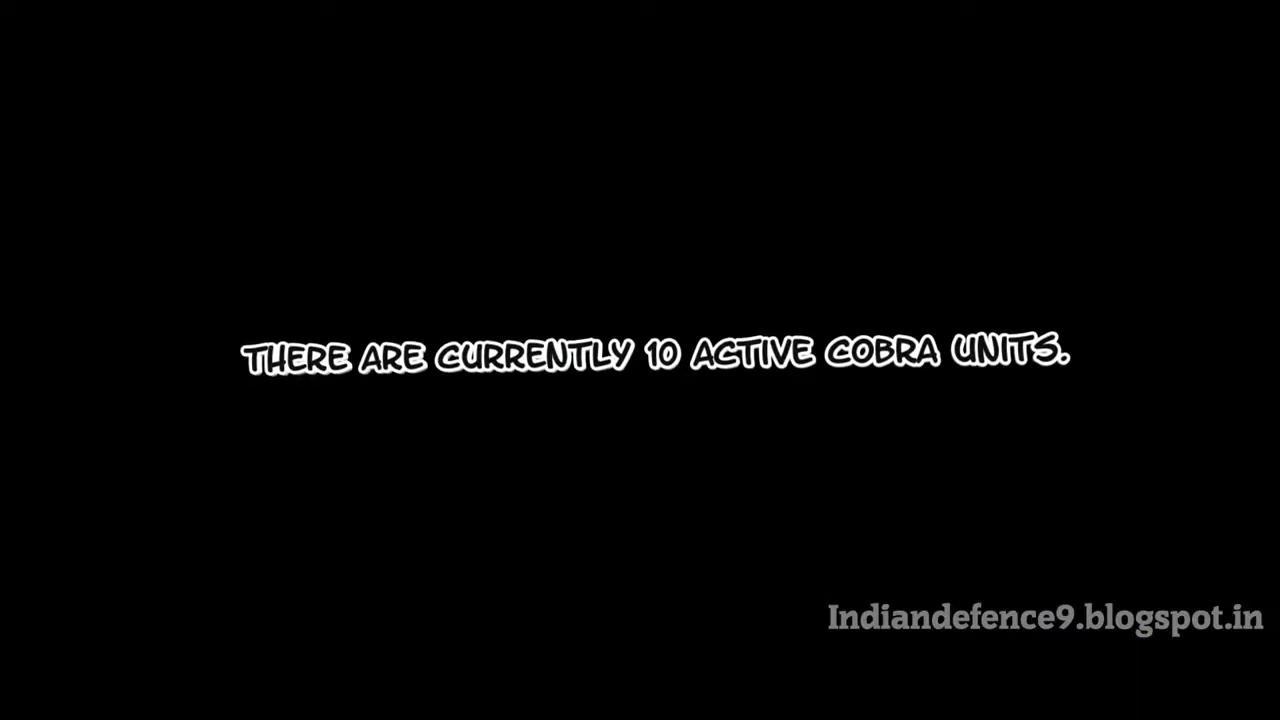 THERE ARE CURRENTLY 10 ACTIVE COBRA UNITS.
Indiandefence9.blogspot.in